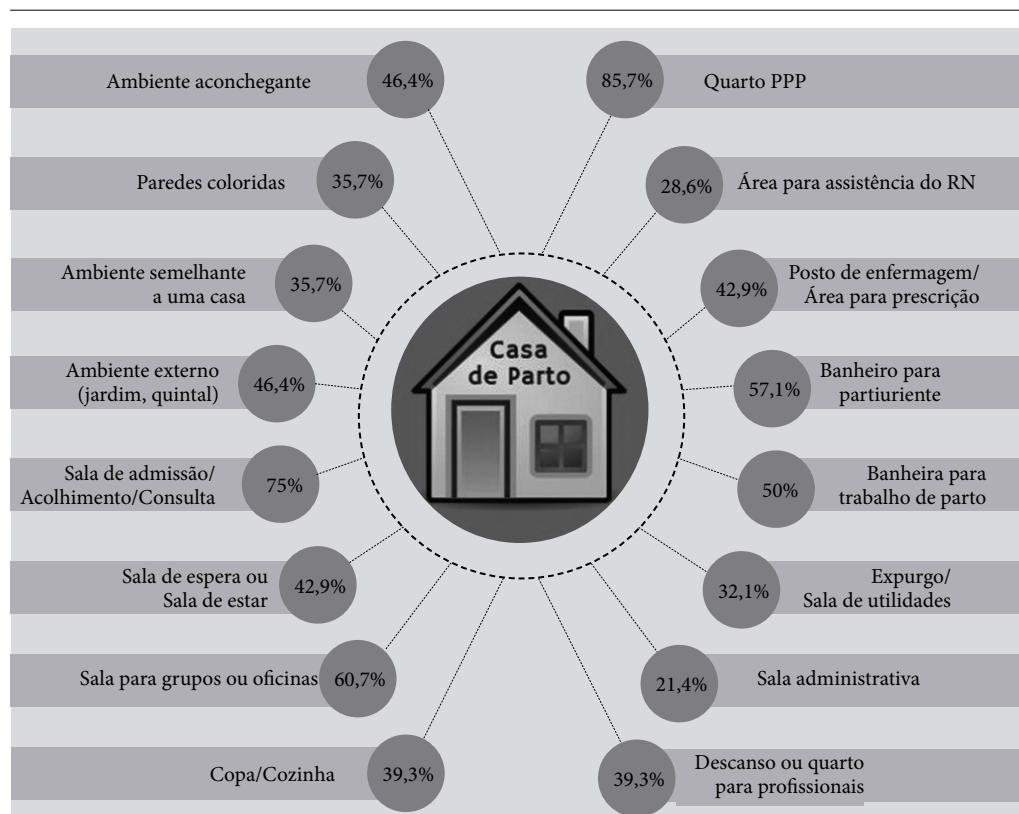 Ambiente aconchegante
46,4%
85,7%
Quarto PPP
Paredes coloridas
35,7%
28,6%
Área para assistência do RN
Ambiente semelhante
a uma casa
35,7%
42,9%
Posto de enfermagem/
Área para prescrição
Ambiente externo
(jardim, quintal)
46,4%
Casa
de Parto
57,1%
Banheiro para
partiuriente
Sala de admissão/
Acolhimento/Consulta
75%
50%
Banheira para
trabalho de parto
Sala de espera ou
Sala de estar
42,9%
32,1%
Expurgo/
Sala de utilidades
Sala para grupos ou oficinas
60,7%
21,4%
Sala administrativa
Copa/Cozinha
39,3%
39,3%
Descanso ou quarto
para profissionais